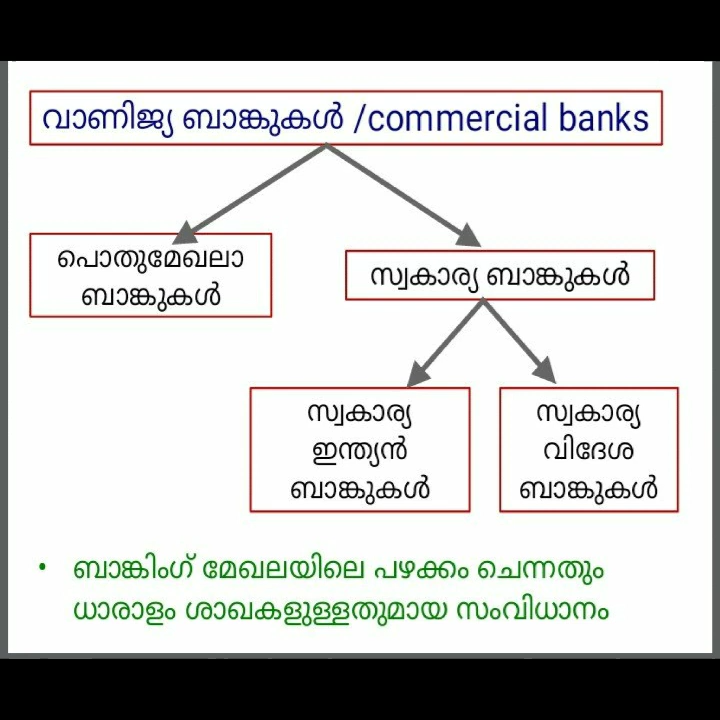 വാണിജ്യ ബാങ്കുകൾ /commercial banks
പൊതുമേഖലാ
ബാങ്കുകൾ
സ്വകാര്യ ബാങ്കുകൾ
സ്വകാര്യ
ഇന്ത്യൻ
ബാങ്കുകൾ
സ്വകാര്യ
വിദേശ
ബാങ്കുകൾ
• ബാങ്കിംഗ് മേഖലയിലെ പഴക്കം ചെന്നതും
ധാരാളം ശാഖകളുള്ളതുമായ സംവിധാനം